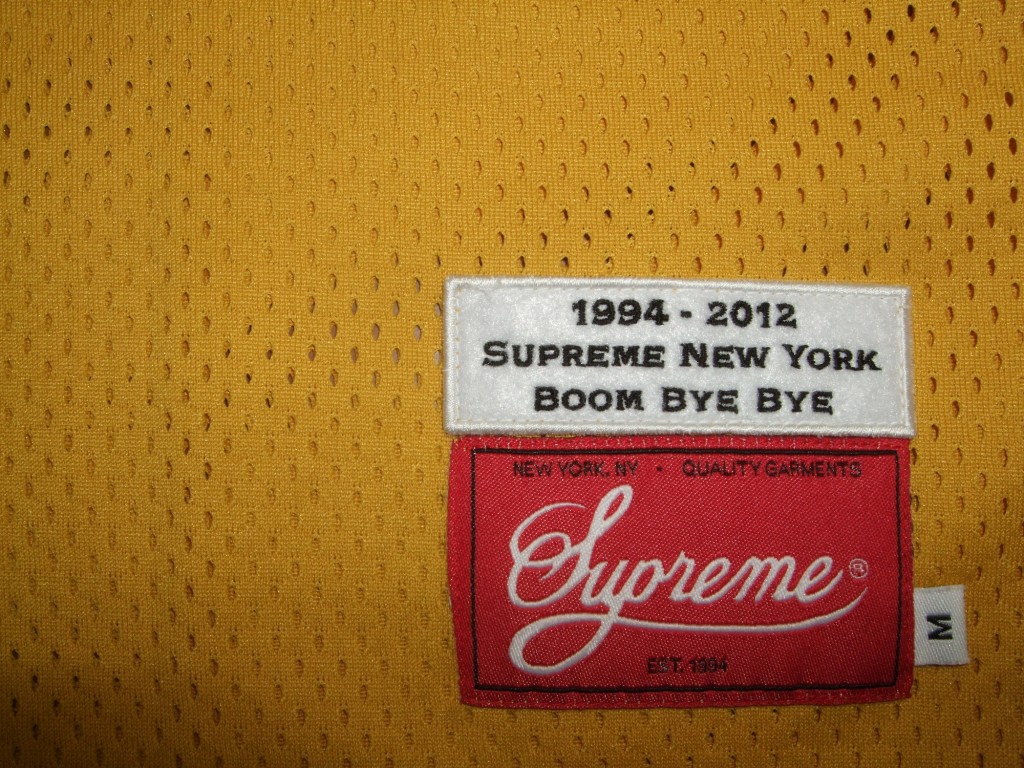 1994 - 2012
SUPREME NEW YORK
BOOM BYE BYE
NEW YORK, NY • QUALITY GARMENTS
Supreme ®
EST. 1994
M